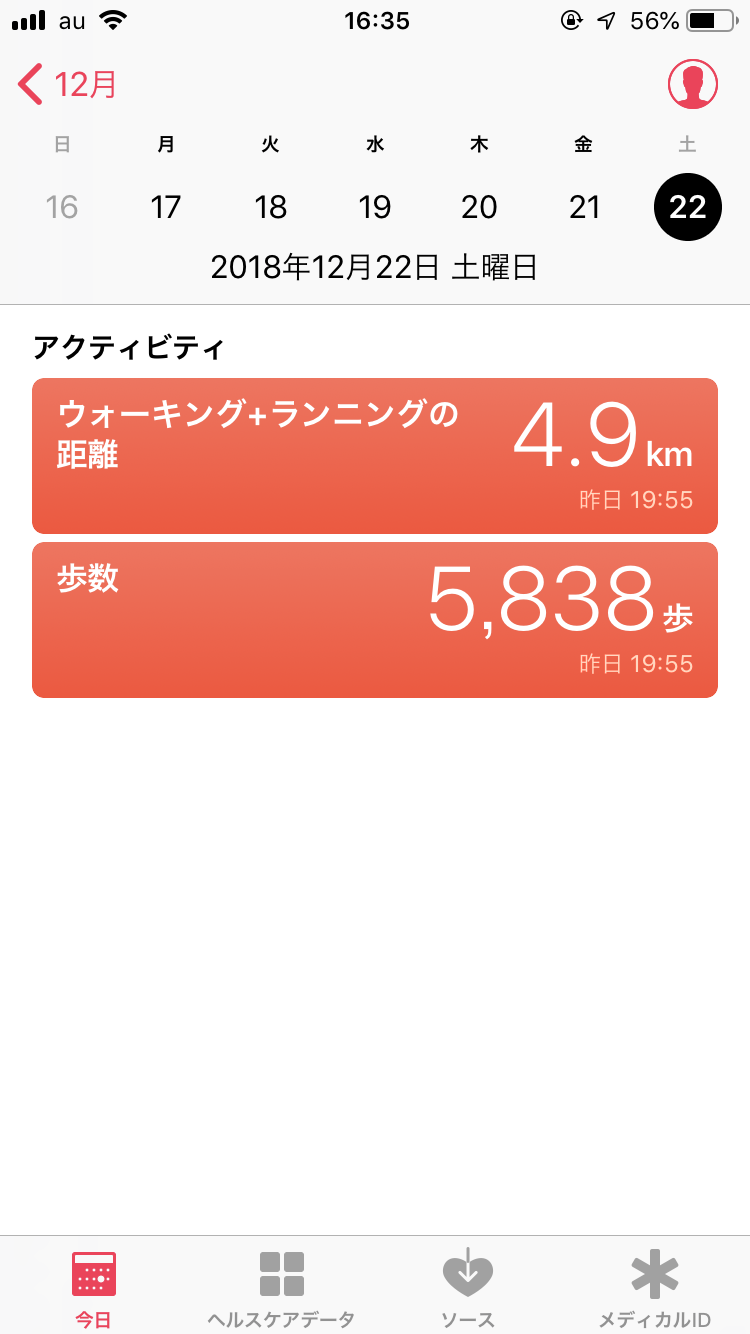 au 16:35 56%
12月
日 月 火 水 木 金 土
16 17 18 19 20 21 22
2018年12月22日 土曜日
アクティビティ
ウォーキング+ランニングの
距離
4.9 km
昨日 19:55
歩数
5,838 歩
昨日 19:55
今日 ヘルスケアデータ ソース メディカルID